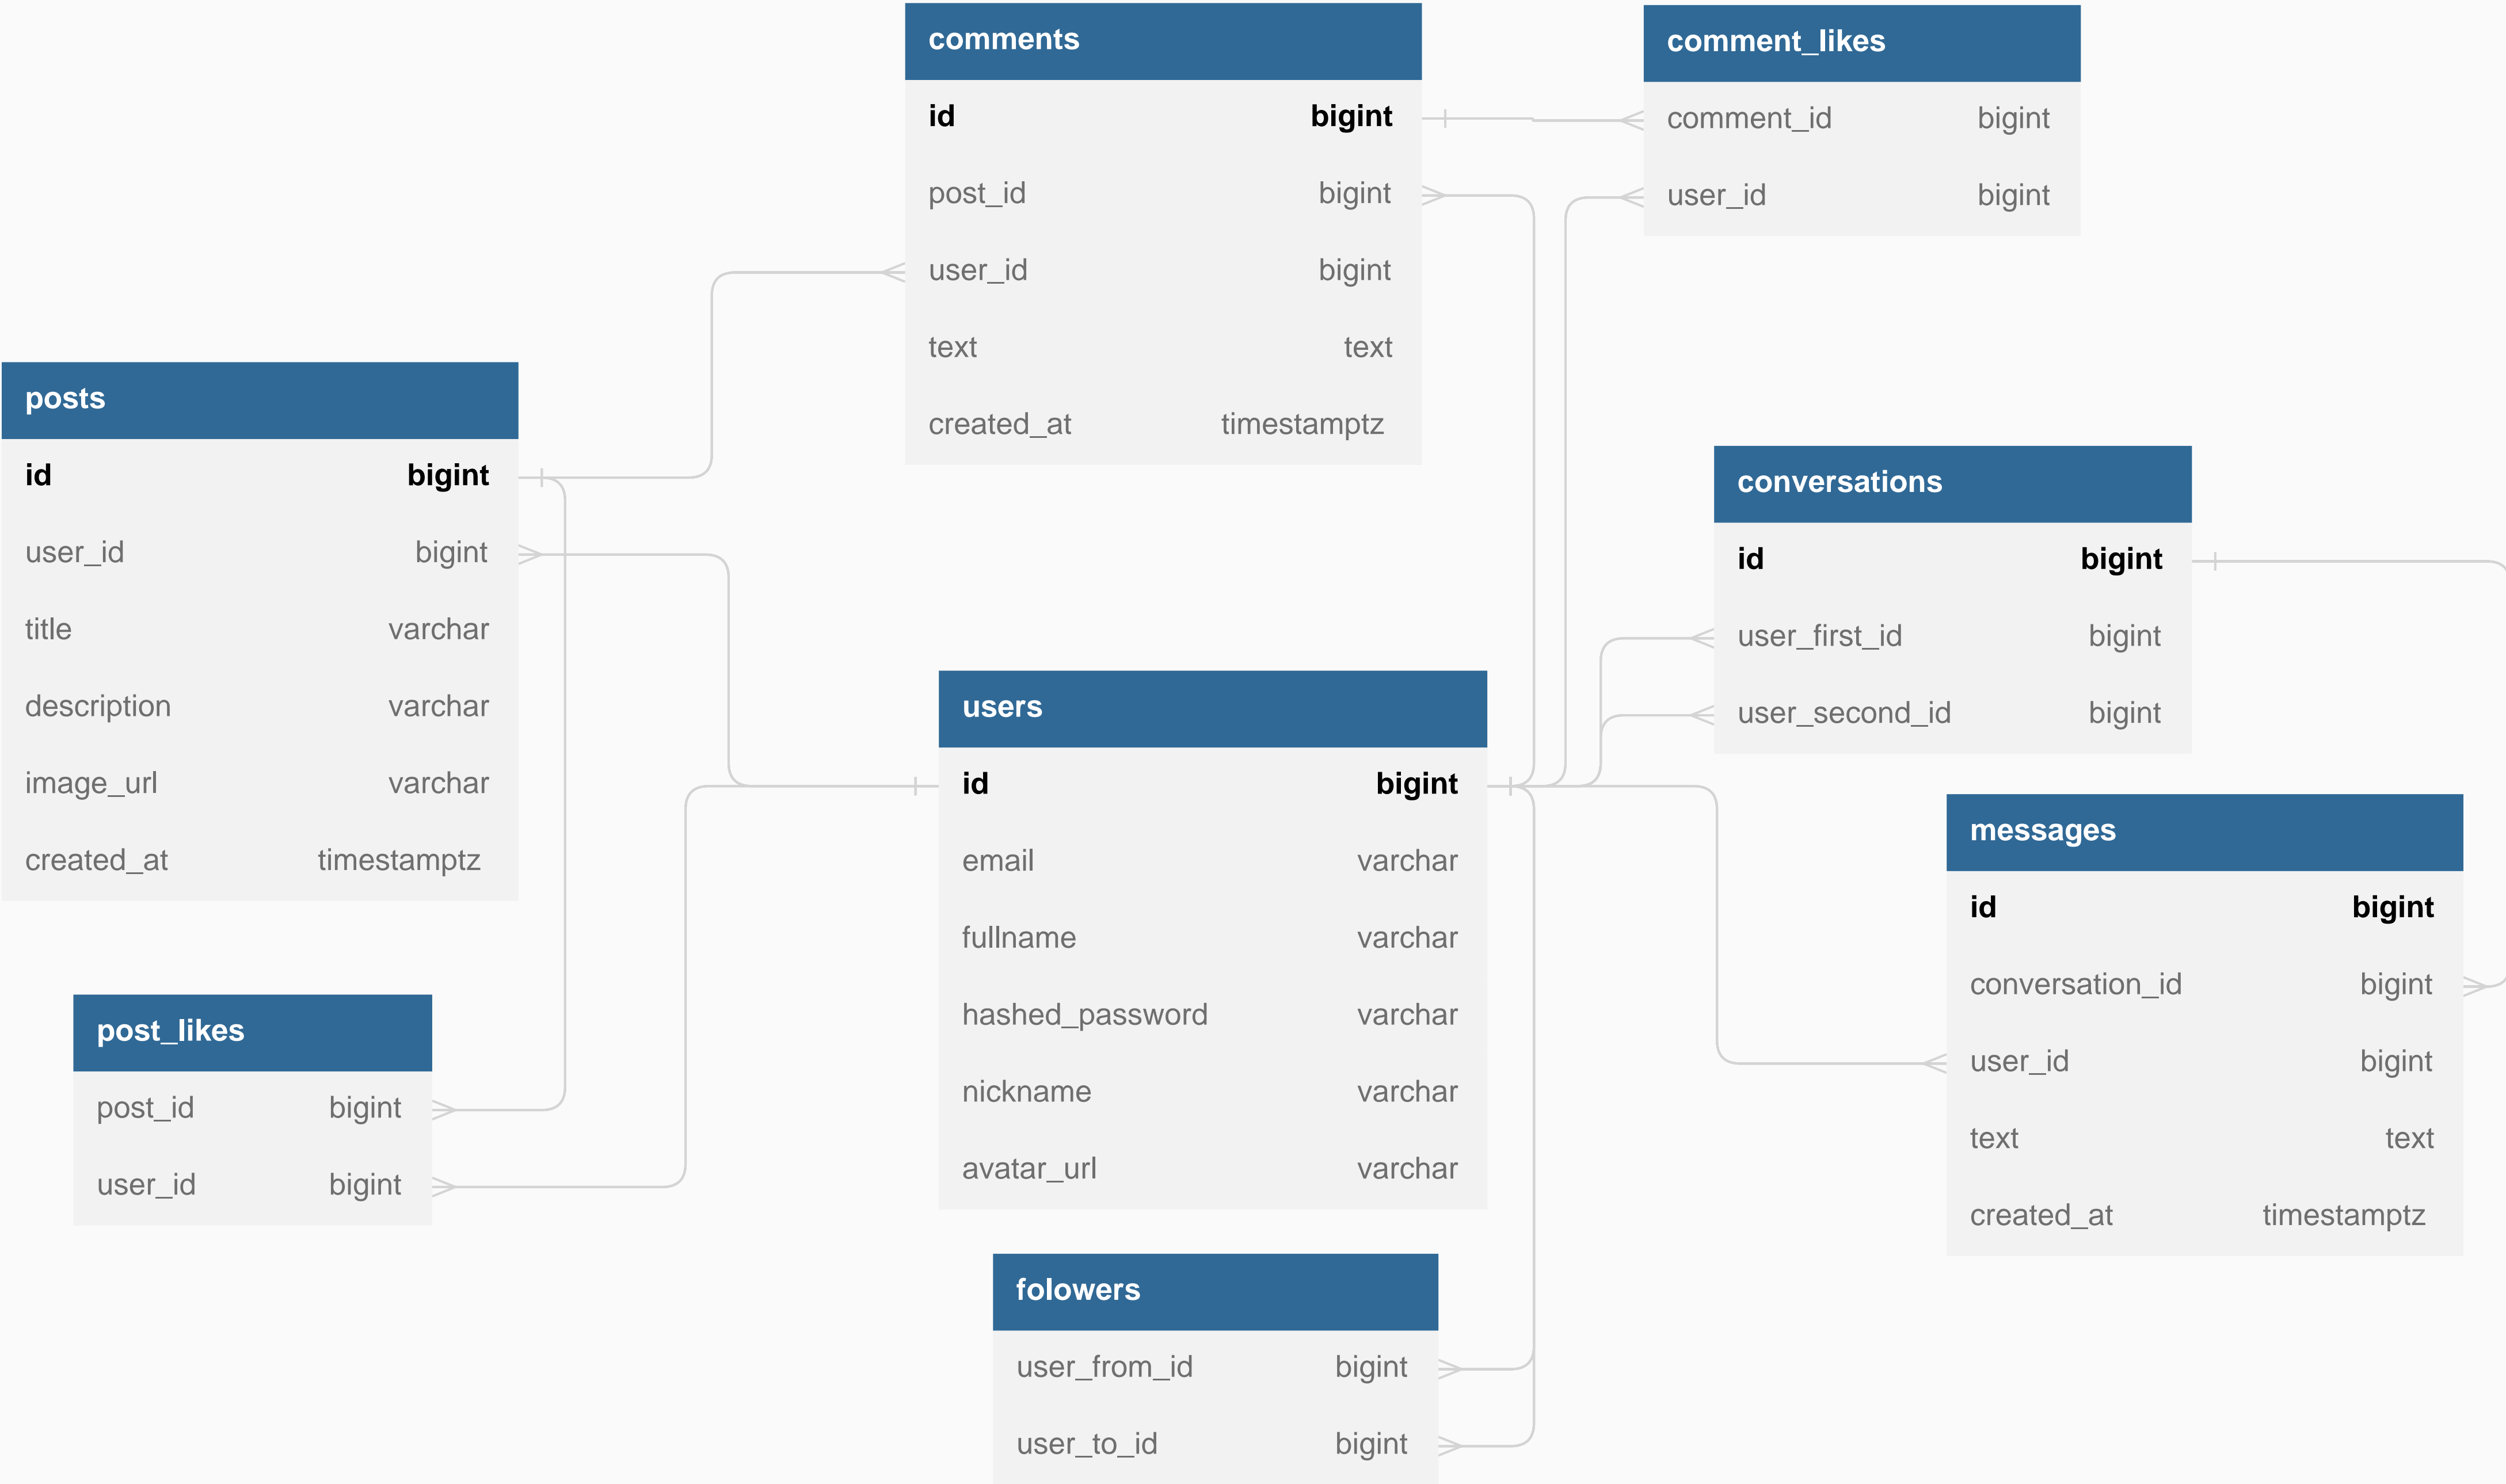 comments
id bigint
post_id bigint
user_id bigint
text text
created_at timestamptz
comment_likes
comment_id bigint
user_id bigint
posts
id bigint
user_id bigint
title varchar
description varchar
image_url varchar
created_at timestamptz
conversations
id bigint
user_first_id bigint
user_second_id bigint
users
id bigint
email varchar
fullname varchar
hashed_password varchar
nickname varchar
avatar_url varchar
messages
id bigint
conversation_id bigint
user_id bigint
text text
created_at timestamptz
post_likes
post_id bigint
user_id bigint
folowers
user_from_id bigint
user_to_id bigint